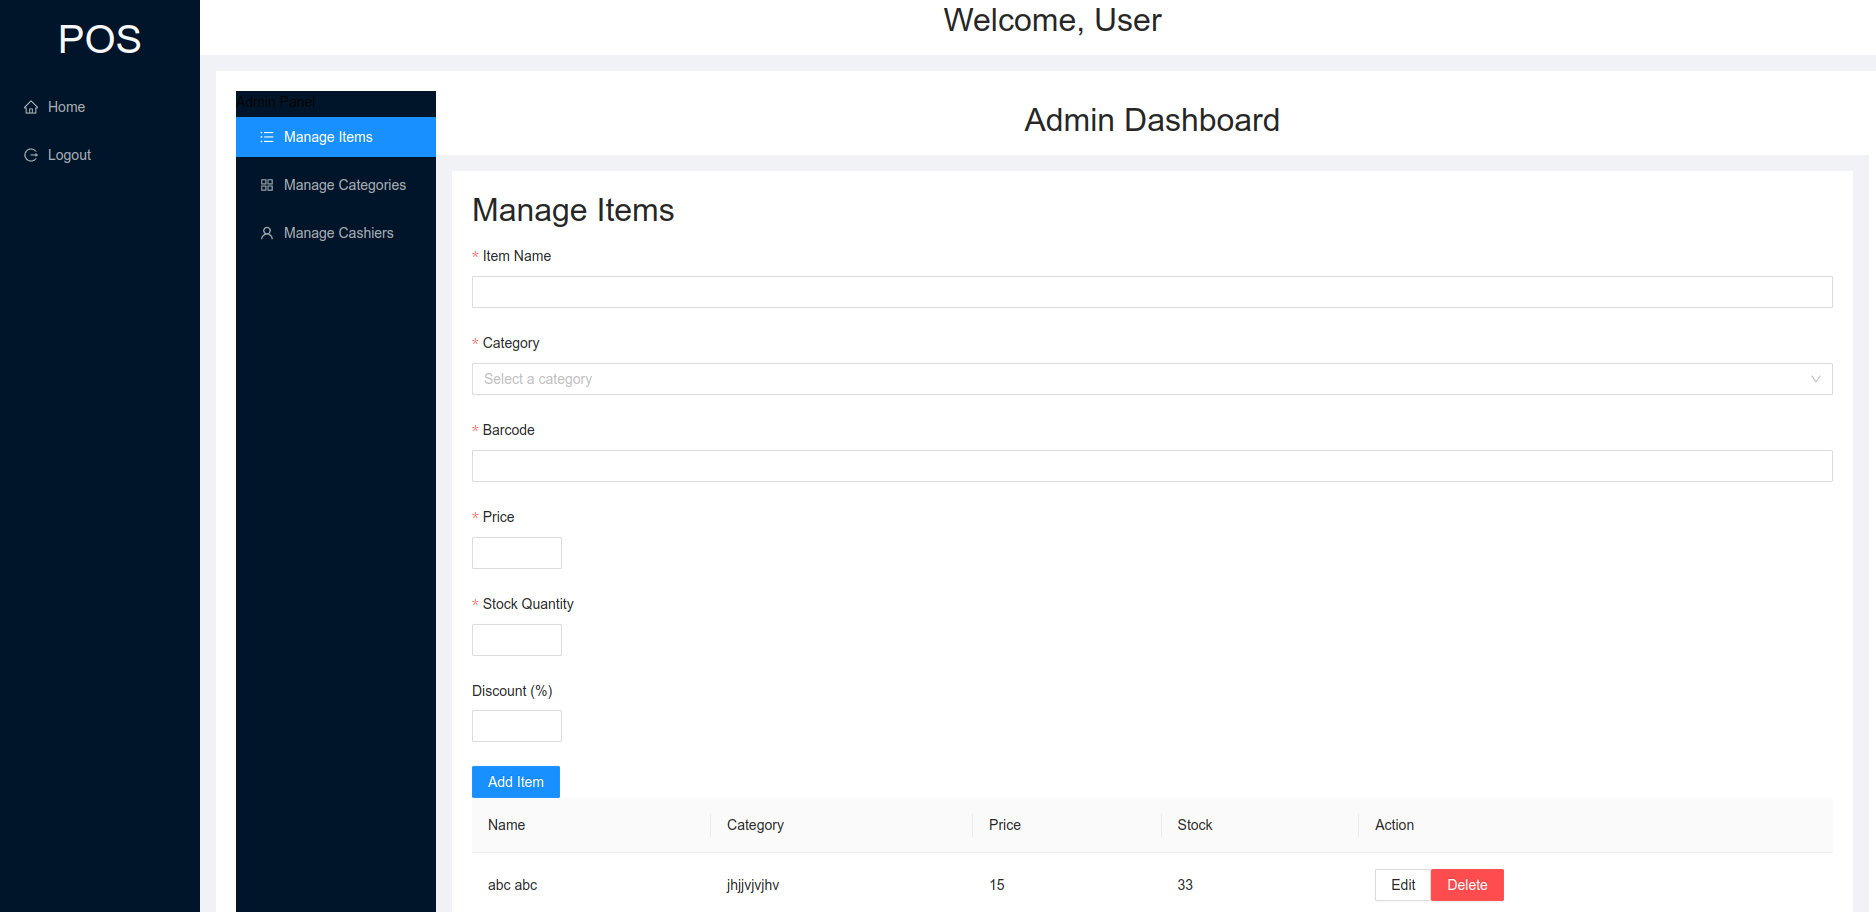 POS
Home
Logout
Welcome, User
Admin Panel
Manage Items
Manage Categories
Manage Cashiers
Admin Dashboard
Manage Items
* Item Name
* Category
Select a category
* Barcode
* Price
* Stock Quantity
Discount (%)
Add Item
Name Category Price Stock Action
abc abc jhjjvjvjhv 15 33 Edit Delete